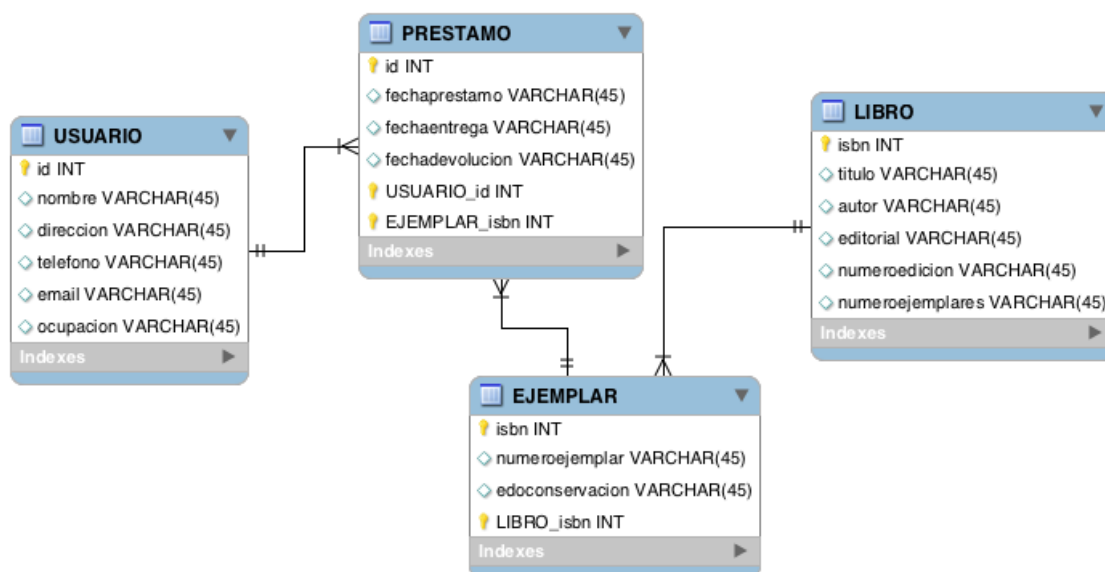 PRESTAMO
id INT
fechaprestamo VARCHAR(45)
fechaentrega VARCHAR(45)
fechadevolucion VARCHAR(45)
USUARIO_id INT
EJEMPLAR_isbn INT
Indexes
USUARIO
id INT
nombre VARCHAR(45)
direccion VARCHAR(45)
telefono VARCHAR(45)
email VARCHAR(45)
ocupacion VARCHAR(45)
Indexes
LIBRO
isbn INT
titulo VARCHAR(45)
autor VARCHAR(45)
editorial VARCHAR(45)
numeroedicion VARCHAR(45)
numeroejemplares VARCHAR(45)
Indexes
EJEMPLAR
isbn INT
numeroejemplar VARCHAR(45)
edoconservacion VARCHAR(45)
LIBRO_isbn INT
Indexes